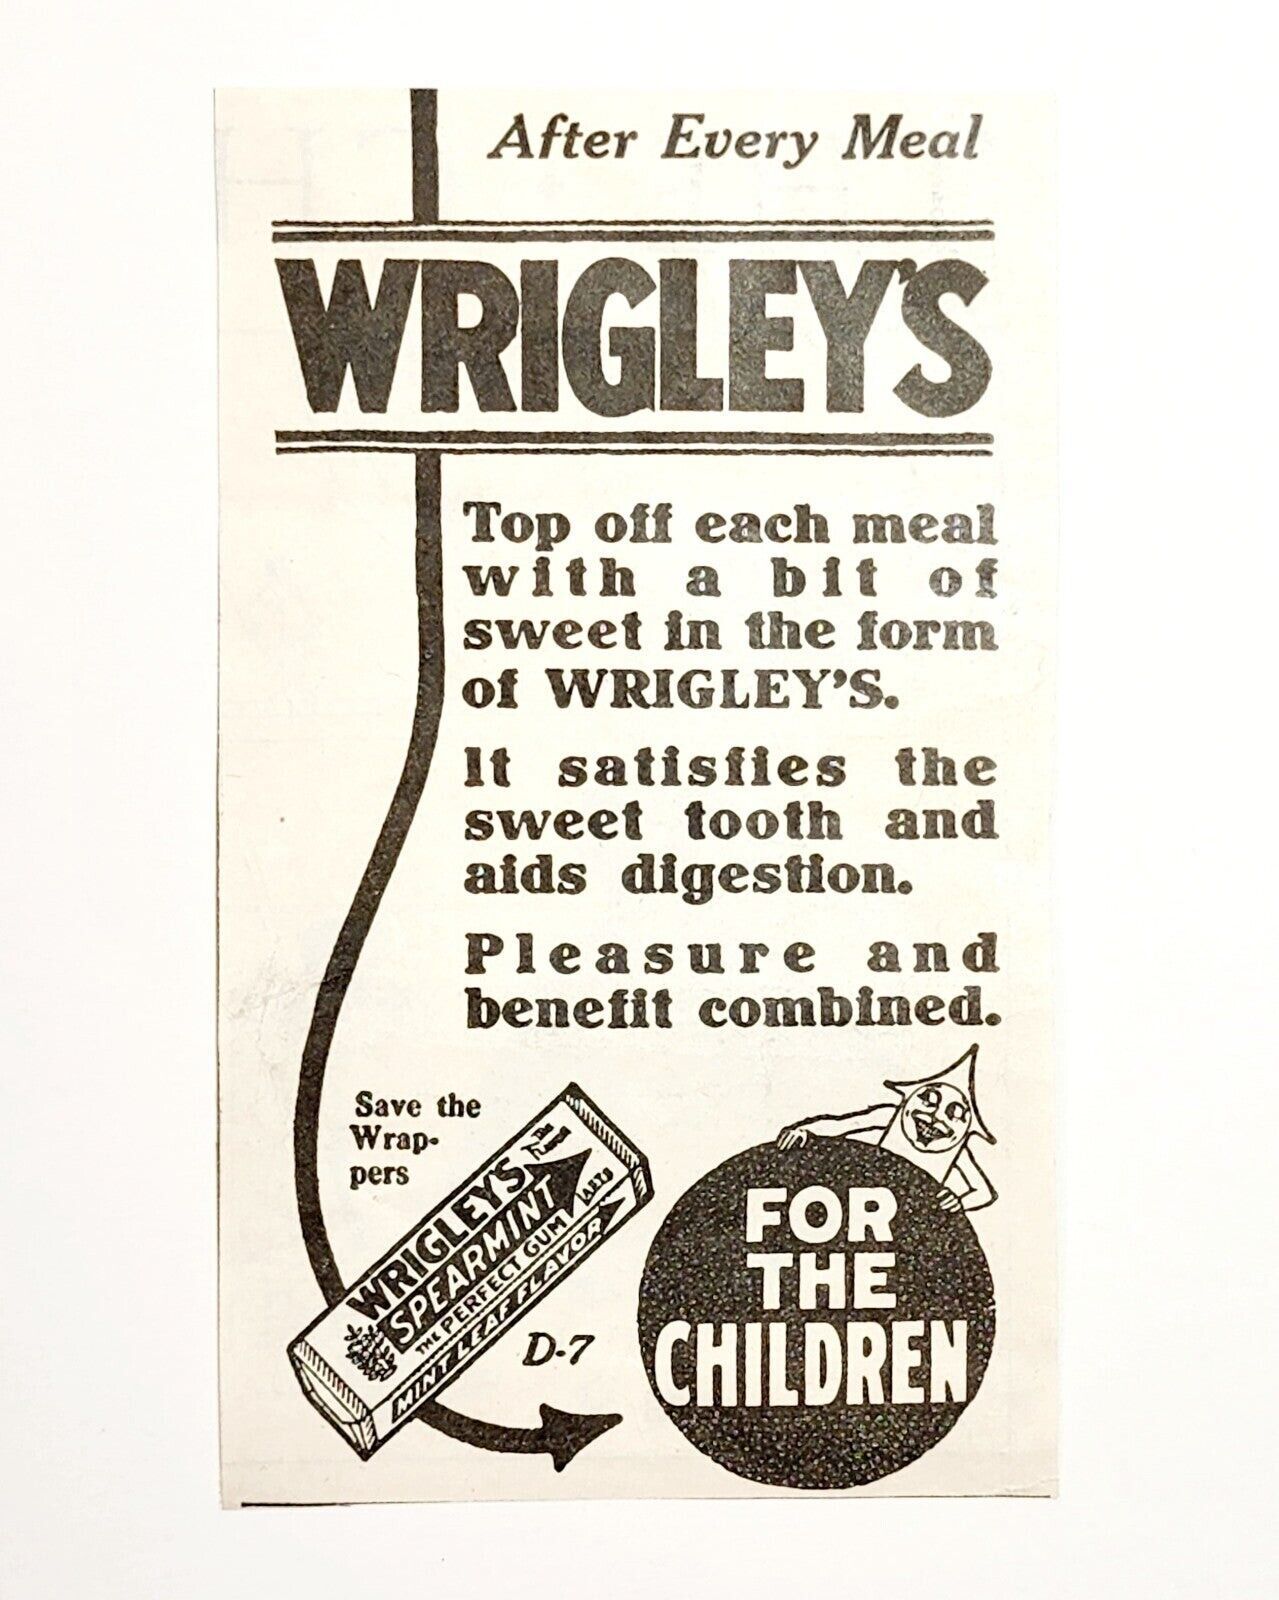 After Every Meal
WRIGLEY'S
Top off each meal
with a bit of
sweet in the form
of WRIGLEY'S.
It satisfies the
sweet tooth and
aids digestion.
Pleasure and
benefit combined.
Save the
Wrap-
pers
WRIGLEY'S
SPEARMINT
THE PERFECT GUM
MINT LEAF FLAVOR
D-7
FOR
THE
CHILDREN